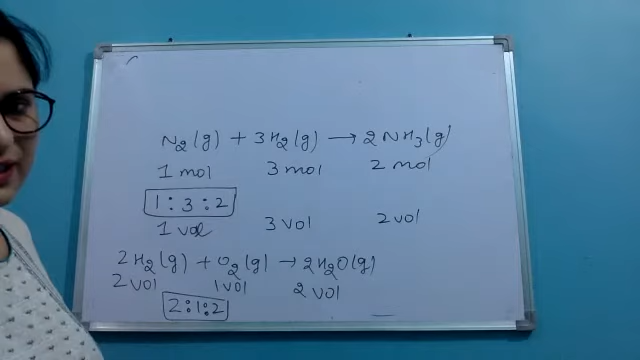 N₂(g) + 3H₂(g) → 2NH₃(g)
1 mol 3 mol 2 mol
1 : 3 : 2
1 vol 3 vol 2 vol
2H₂(g) + O₂(g) → 2H₂O(g)
2 vol 1 vol 2 vol
2:1:2